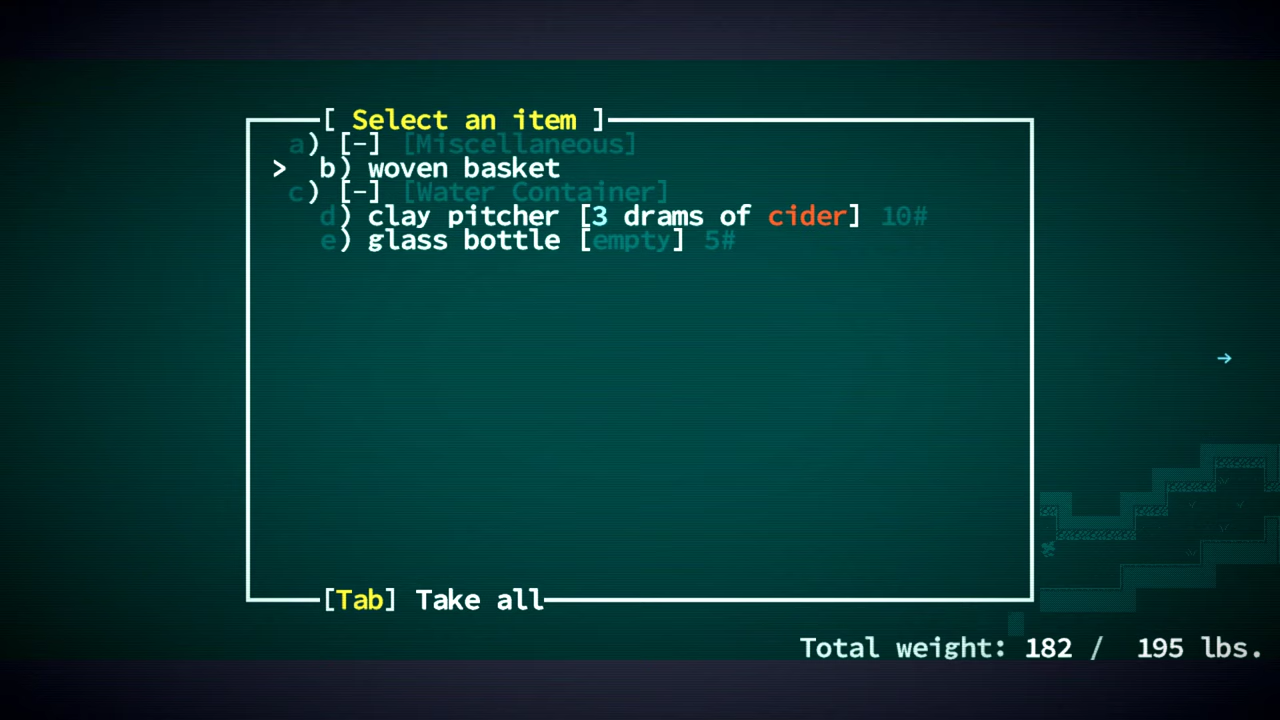 [ Select an item ]
a) [-] [Miscellaneous]
> b) woven basket
c) [-] [Water Container]
d) clay pitcher [3 drams of cider] 10#
e) glass bottle [empty] 5#
→
[Tab] Take all
Total weight: 182 / 195 lbs.